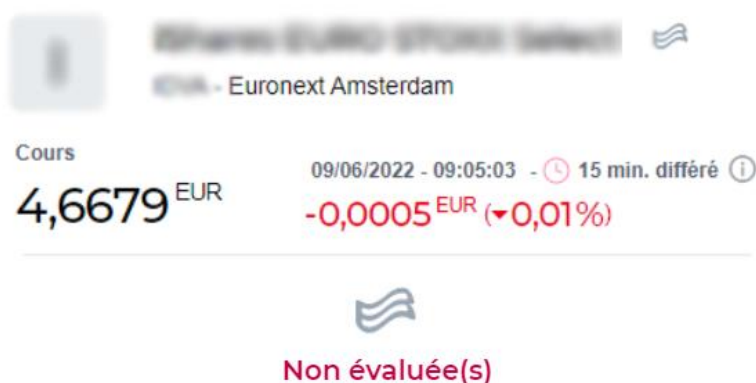 - Euronext Amsterdam
Cours
09/06/2022 - 09:05:03 - 15 min. différé
4,6679 EUR
-0,0005 EUR (▾0,01%)
Non évaluée(s)